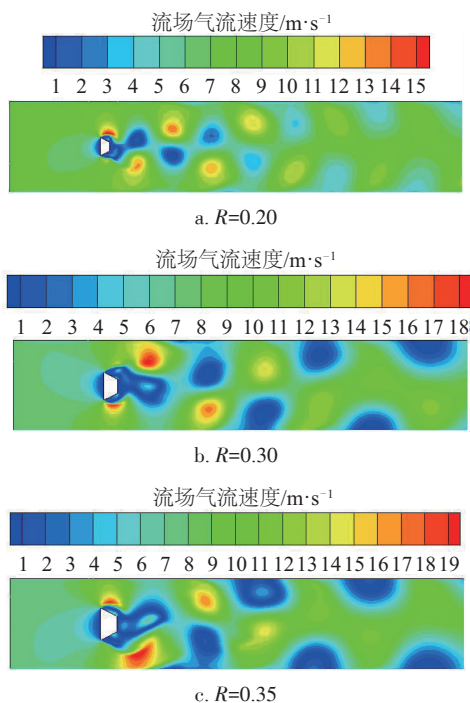 流场气流速度/m·s⁻¹
1 2 3 4 5 6 7 8 9 10 11 12 13 14 15
a. R=0.20
流场气流速度/m·s⁻¹
1 2 3 4 5 6 7 8 9 10 11 12 13 14 15 16 17 18
b. R=0.30
流场气流速度/m·s⁻¹
1 2 3 4 5 6 7 8 9 10 11 12 13 14 15 16 17 18 19
c. R=0.35